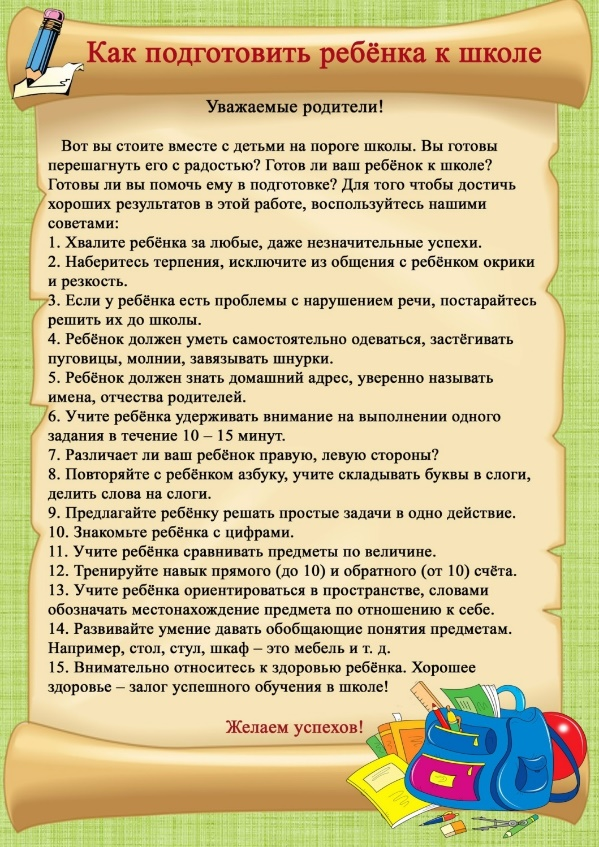 Как подготовить ребёнка к школе
Уважаемые родители!
Вот вы стоите вместе с детьми на пороге школы. Вы готовы
перешагнуть его с радостью? Готов ли ваш ребёнок к школе?
Готовы ли вы помочь ему в подготовке? Для того чтобы достичь
хороших результатов в этой работе, воспользуйтесь нашими
советами:
1. Хвалите ребёнка за любые, даже незначительные успехи.
2. Наберитесь терпения, исключите из общения с ребёнком окрики
и резкость.
3. Если у ребёнка есть проблемы с нарушением речи, постарайтесь
решить их до школы.
4. Ребёнок должен уметь самостоятельно одеваться, застёгивать
пуговицы, молнии, завязывать шнурки.
5. Ребёнок должен знать домашний адрес, уверенно называть
имена, отчества родителей.
6. Учите ребёнка удерживать внимание на выполнении одного
задания в течение 10 – 15 минут.
7. Различает ли ваш ребёнок правую, левую стороны?
8. Повторяйте с ребёнком азбуку, учите складывать буквы в слоги,
делить слова на слоги.
9. Предлагайте ребёнку решать простые задачи в одно действие.
10. Знакомьте ребёнка с цифрами.
11. Учите ребёнка сравнивать предметы по величине.
12. Тренируйте навык прямого (до 10) и обратного (от 10) счёта.
13. Учите ребёнка ориентироваться в пространстве, словами
обозначать местонахождение предмета по отношению к себе.
14. Развивайте умение давать обобщающие понятия предметам.
Например, стол, стул, шкаф – это мебель и т. д.
15. Внимательно относитесь к здоровью ребёнка. Хорошее
здоровье – залог успешного обучения в школе!
Желаем успехов!